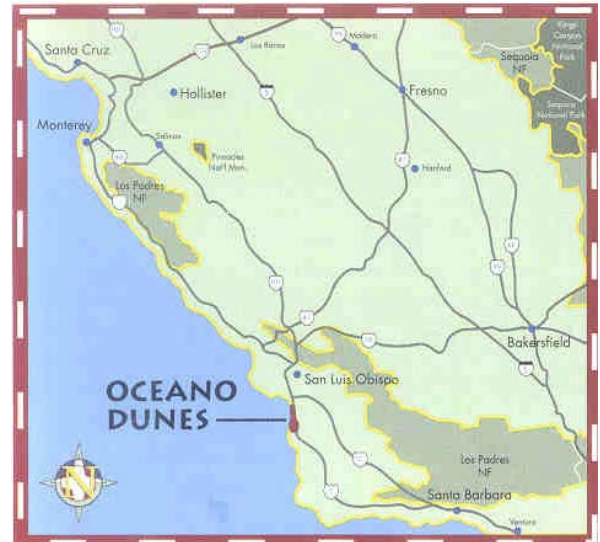 Kings
Canyon
National
Park
Santa Cruz
Los Banos
Madera
Sequoia
NF
Hollister
Fresno
Sequoia
National Park
Monterey
Salinas
Pinnacles
Nat'l Mon.
Hanford
Los Padres
NF
Bakersfield
San Luis Obispo
OCEANO
DUNES
Los Padres
NF
Santa Barbara
Ventura
N